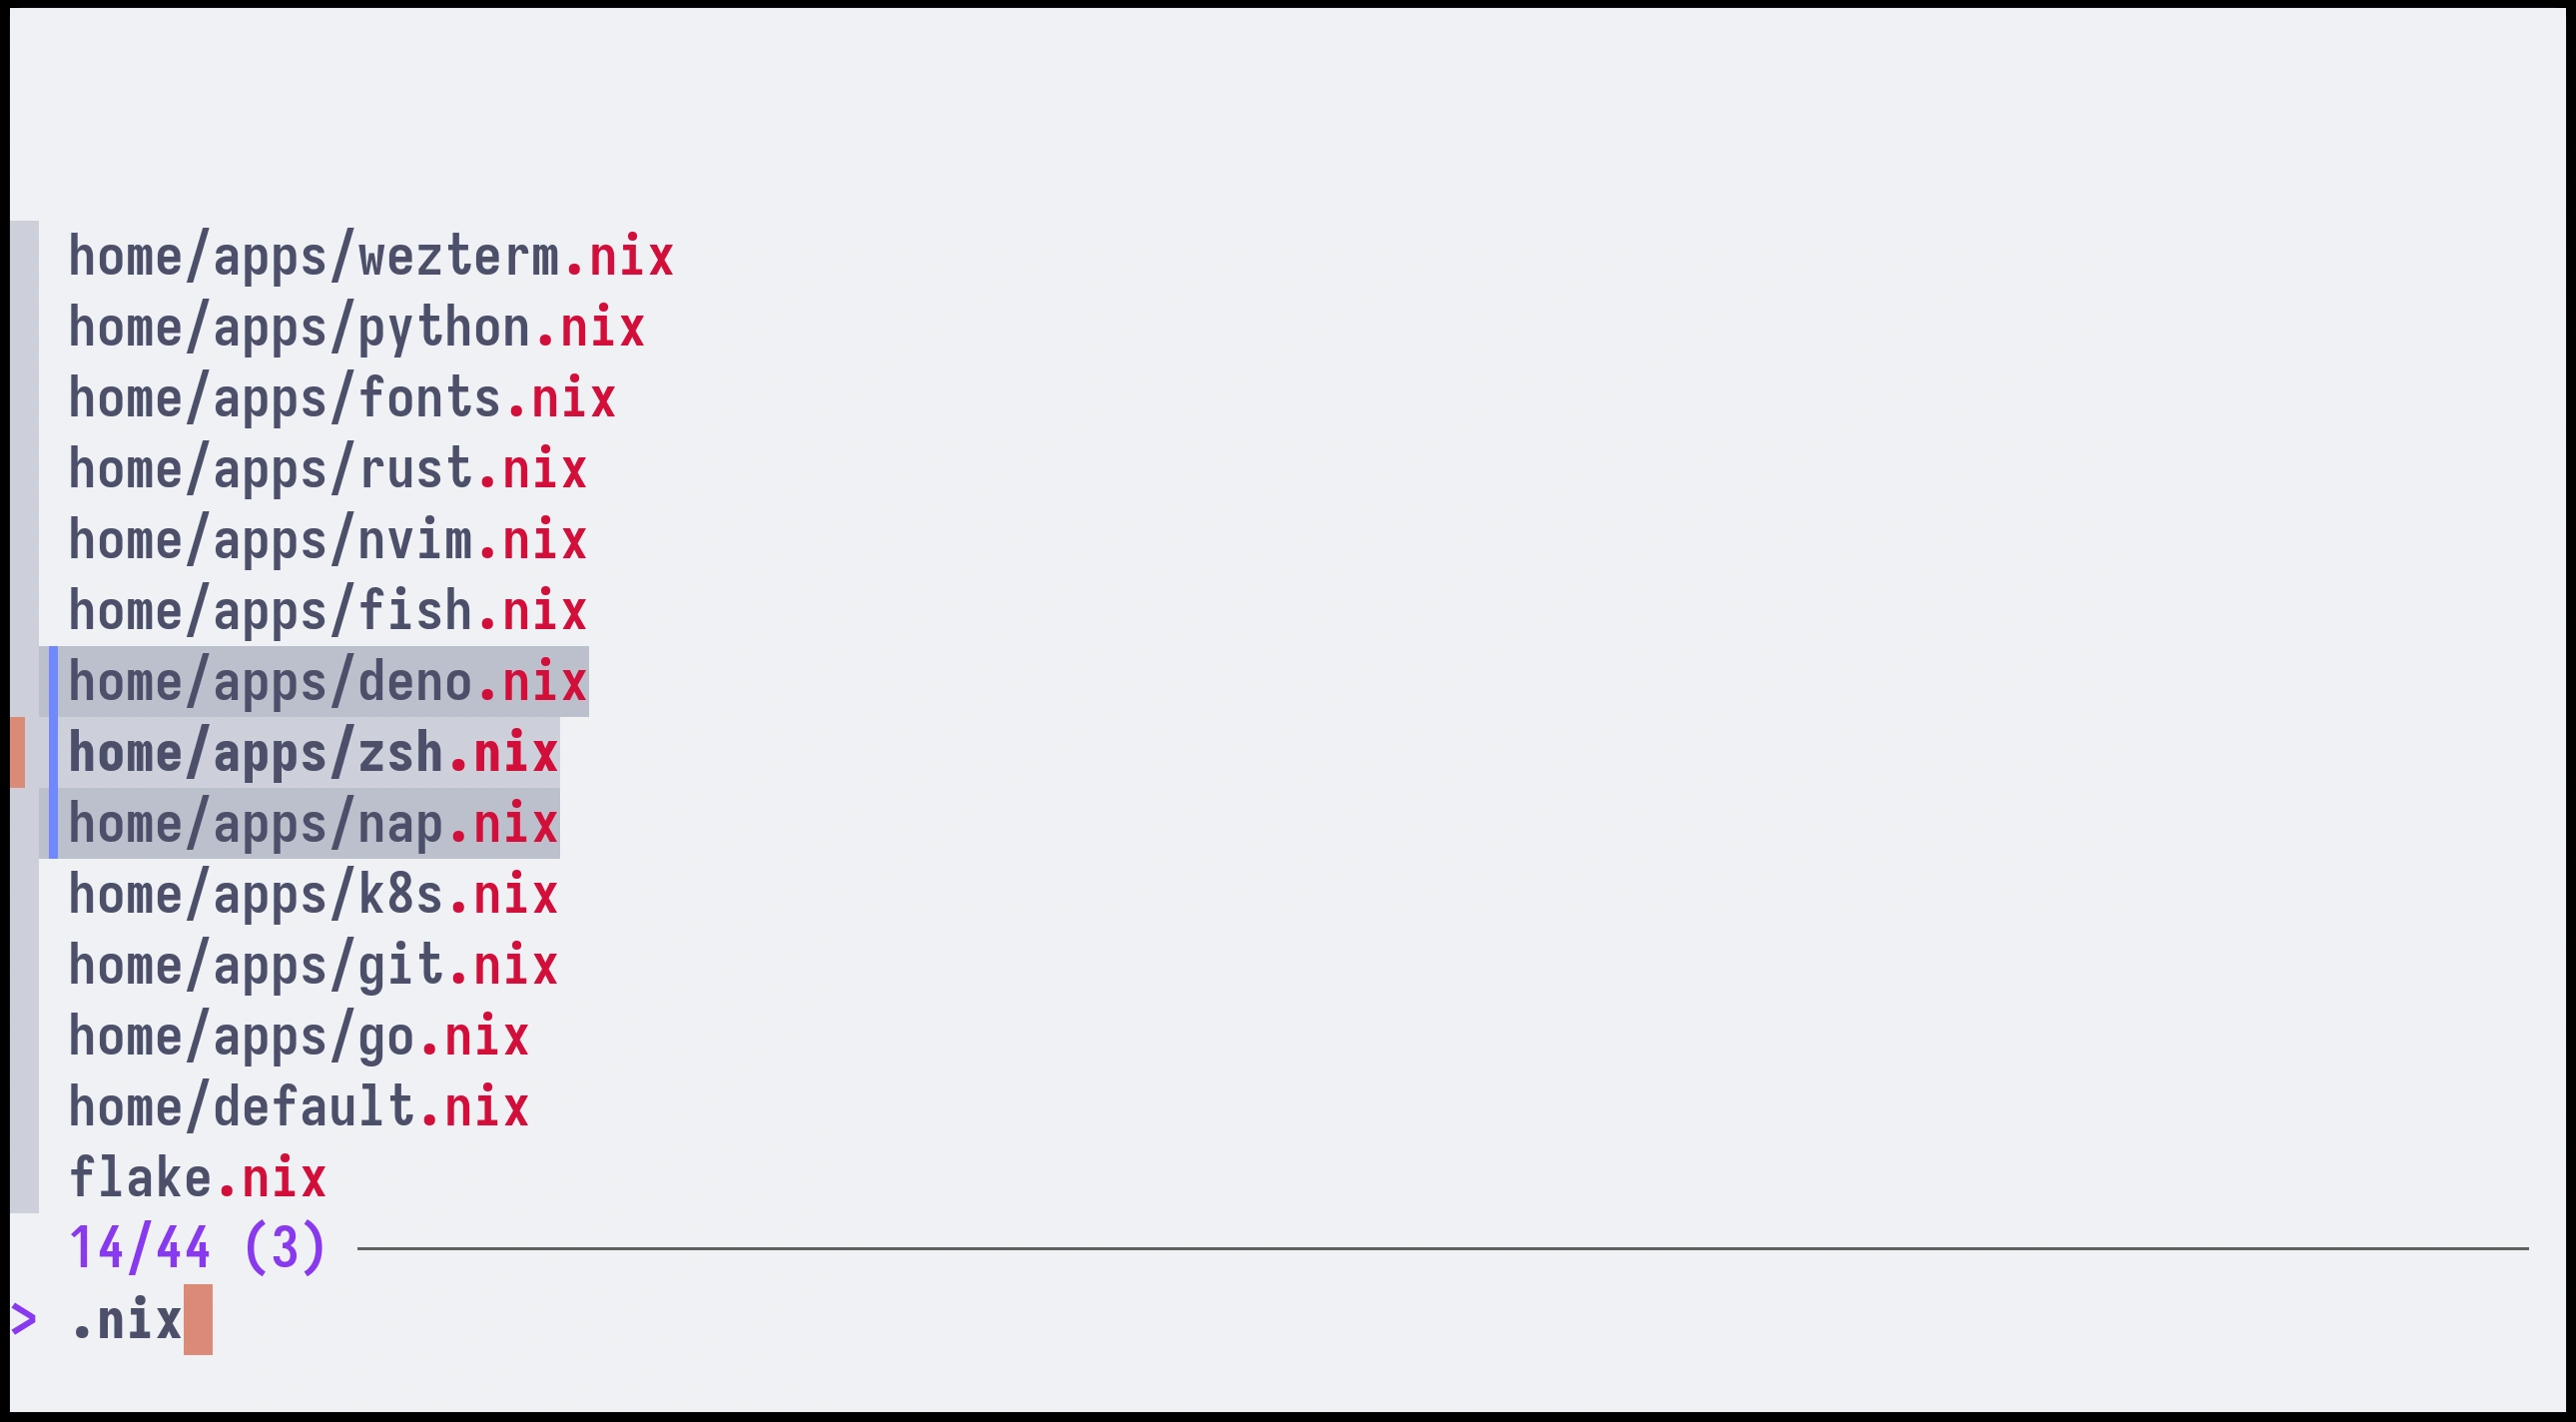 home/apps/wezterm.nix
home/apps/python.nix
home/apps/fonts.nix
home/apps/rust.nix
home/apps/nvim.nix
home/apps/fish.nix
home/apps/deno.nix
home/apps/zsh.nix
home/apps/nap.nix
home/apps/k8s.nix
home/apps/git.nix
home/apps/go.nix
home/default.nix
flake.nix
14/44 (3)
> .nix